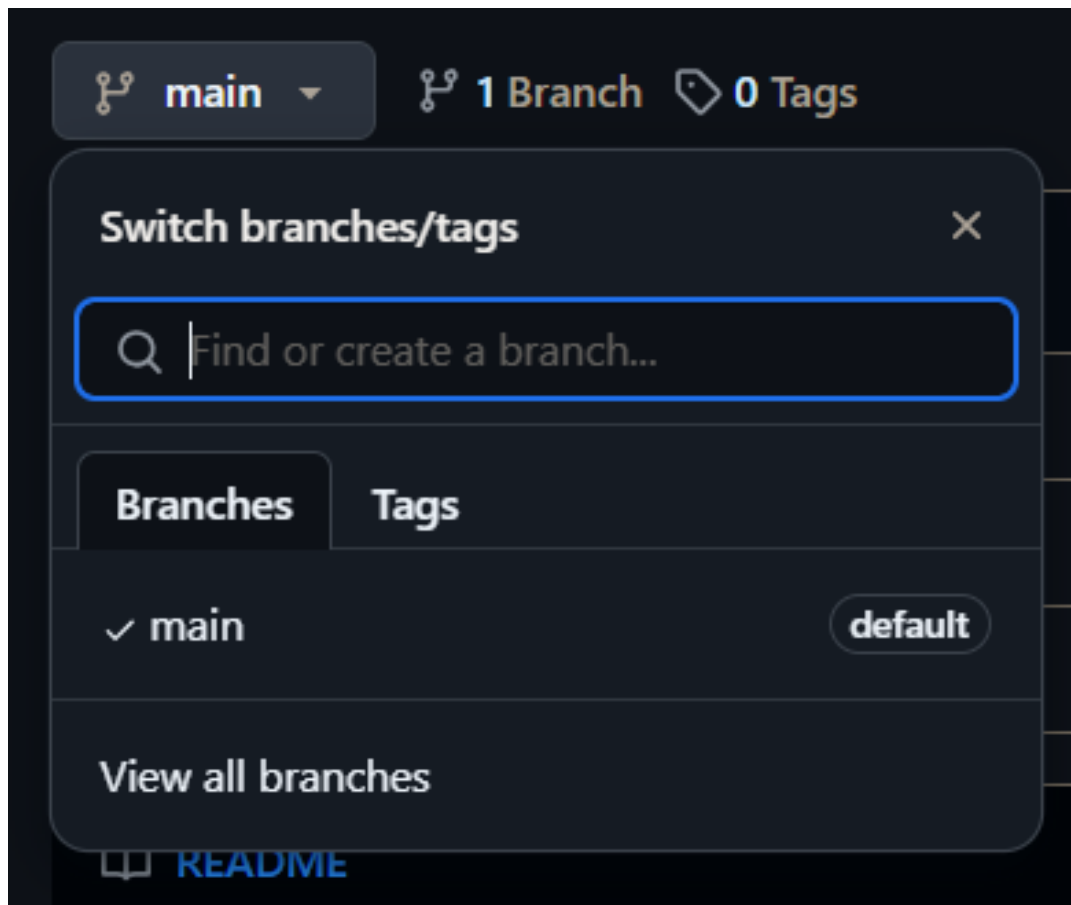 main 1 Branch 0 Tags
Switch branches/tags
Find or create a branch...
Branches Tags
main default
View all branches
README